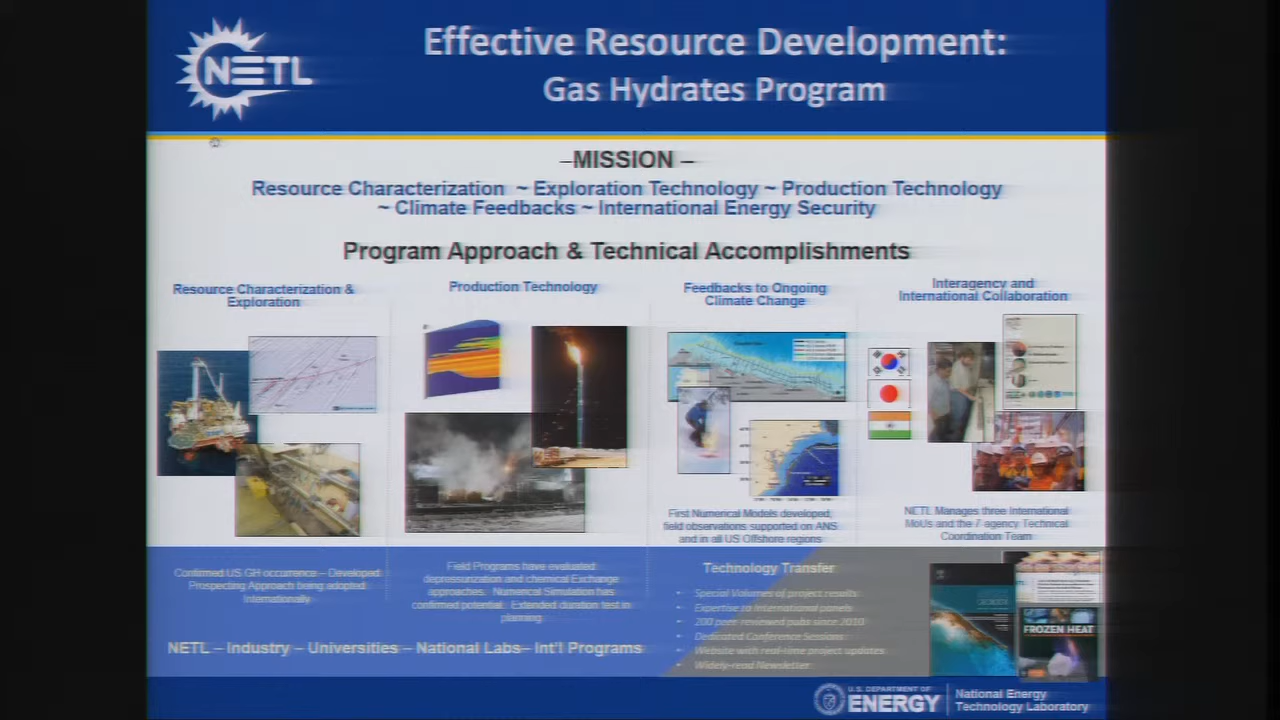 NETL
Effective Resource Development:
Gas Hydrates Program
–MISSION –
Resource Characterization ~ Exploration Technology ~ Production Technology
~ Climate Feedbacks ~ International Energy Security
Program Approach & Technical Accomplishments
Resource Characterization &
Exploration
Production Technology
Feedbacks to Ongoing
Climate Change
Interagency and
International Collaboration
First Numerical Models developed,
field observations supported on ANS
and in all US Offshore regions
NETL Manages three International
MoUs and the 7 agency Technical
Coordination Team
Confirmed US GH occurrence – Developed
Prospecting Approach being adopted
Internationally
Field Programs have evaluated
depressurization and chemical Exchange
approaches. Numerical Simulation has
confirmed potential. Extended duration test in
planning
Technology Transfer
• Special Volumes of project results
• Expertise to International panels
• 200 peer-reviewed pubs since 2010
• Dedicated Conference Sessions
• Website with real-time project updates
• Widely-read Newsletter
FROZEN HEAT
NETL – Industry – Universities – National Labs– Int'l Programs
U.S. DEPARTMENT OF
ENERGY
National Energy
Technology Laboratory